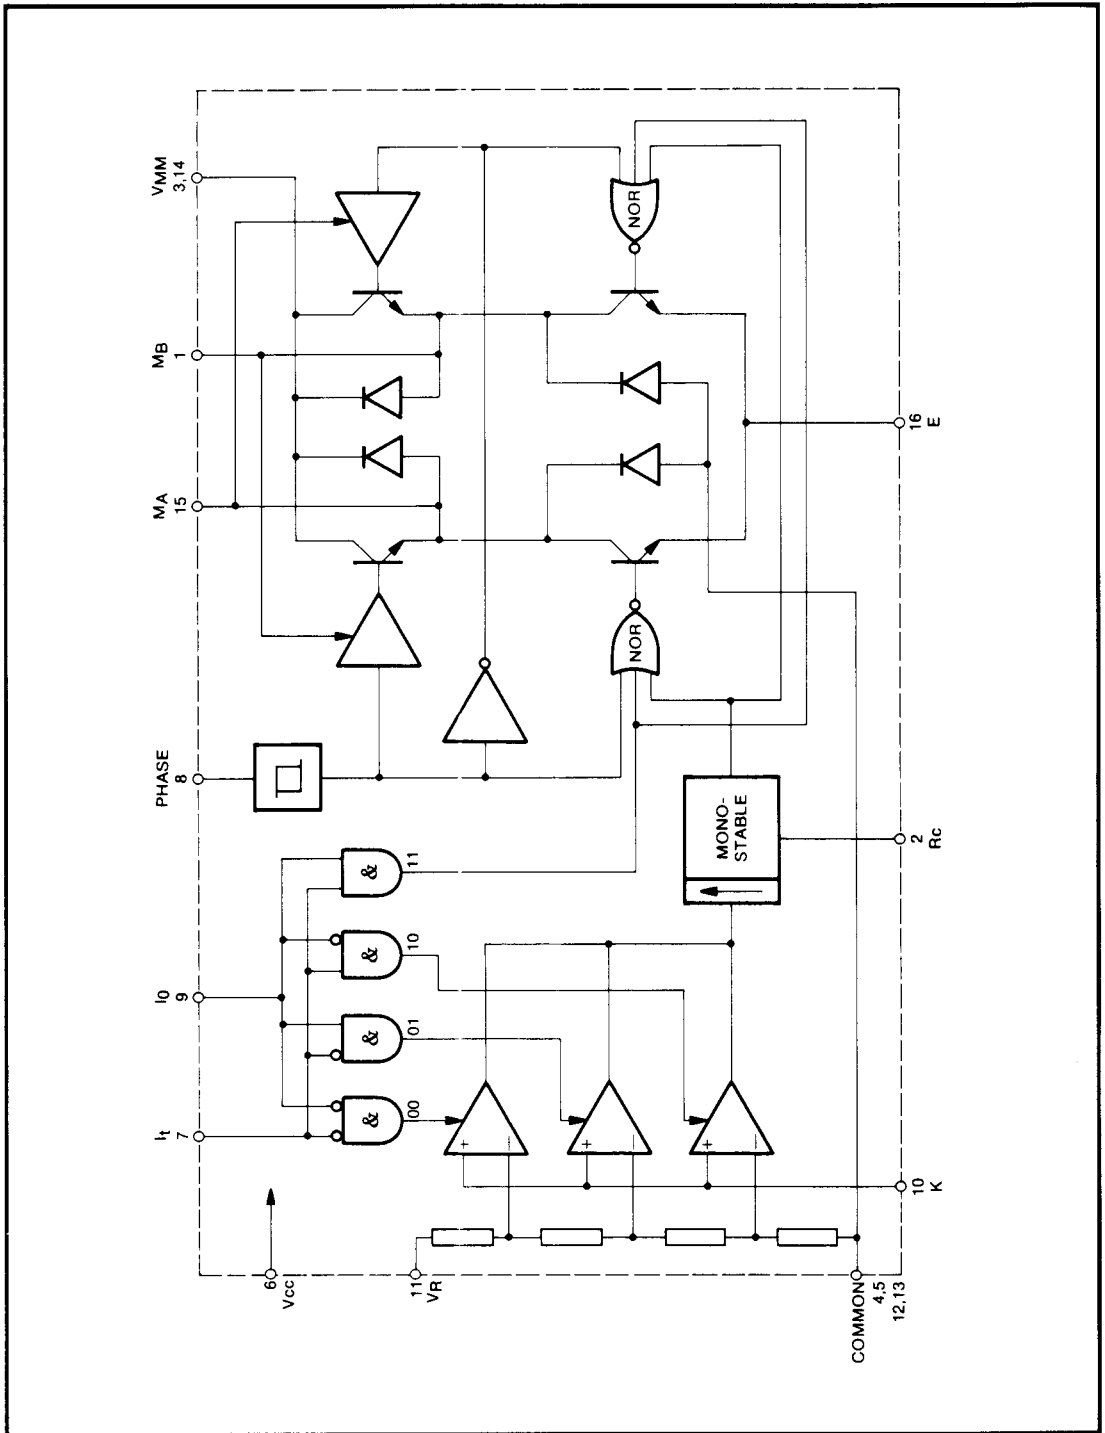 VMM
3,14
MB
1
MA
15
PHASE
8
I0
9
It
7
6
Vcc
11
VR
COMMON
4,5
12,13
10
K
2
Rc
16
E
&
11
&
10
&
01
&
00
+
−
+
−
+
−
MONO-
STABLE
NOR
NOR